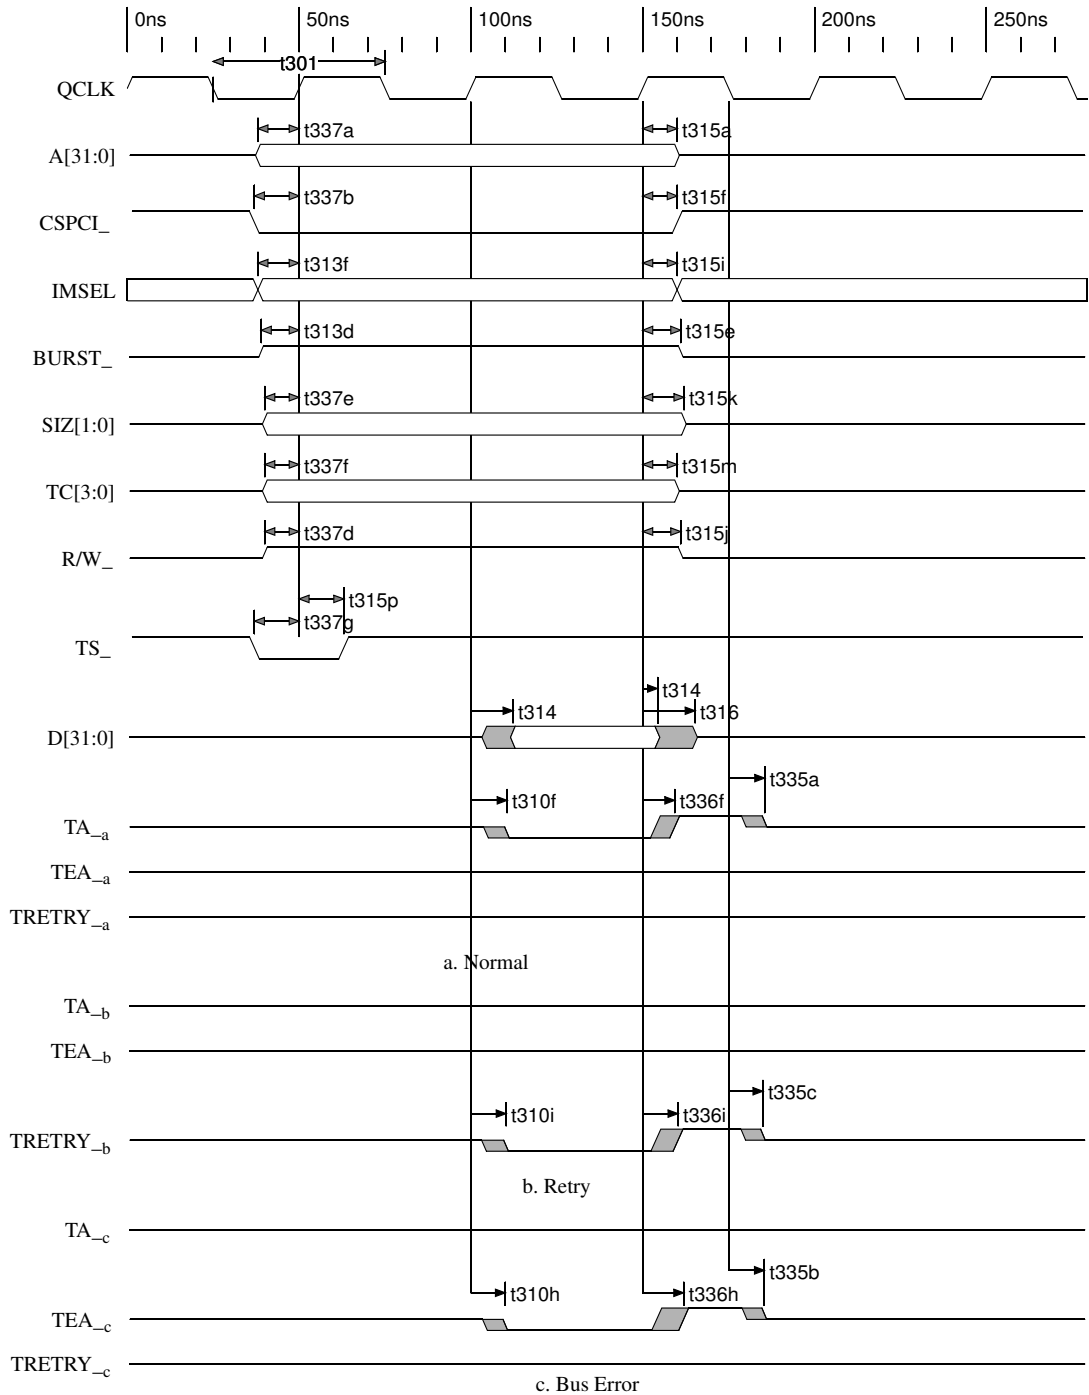 0ns 50ns 100ns 150ns 200ns 250ns
t301
QCLK
t337a t315a
A[31:0]
t337b t315f
CSPCI_
t313f t315i
IMSEL
t313d t315e
BURST_
t337e t315k
SIZ[1:0]
t337f t315m
TC[3:0]
t337d t315j
R/W_
t315p
t337g
TS_
t314
t314 t316
D[31:0]
t335a
t310f t336f
TA_a
TEA_a
TRETRY_a
a. Normal
TA_b
TEA_b
t335c
t310i t336i
TRETRY_b
b. Retry
TA_c
t335b
t310h t336h
TEA_c
TRETRY_c
c. Bus Error